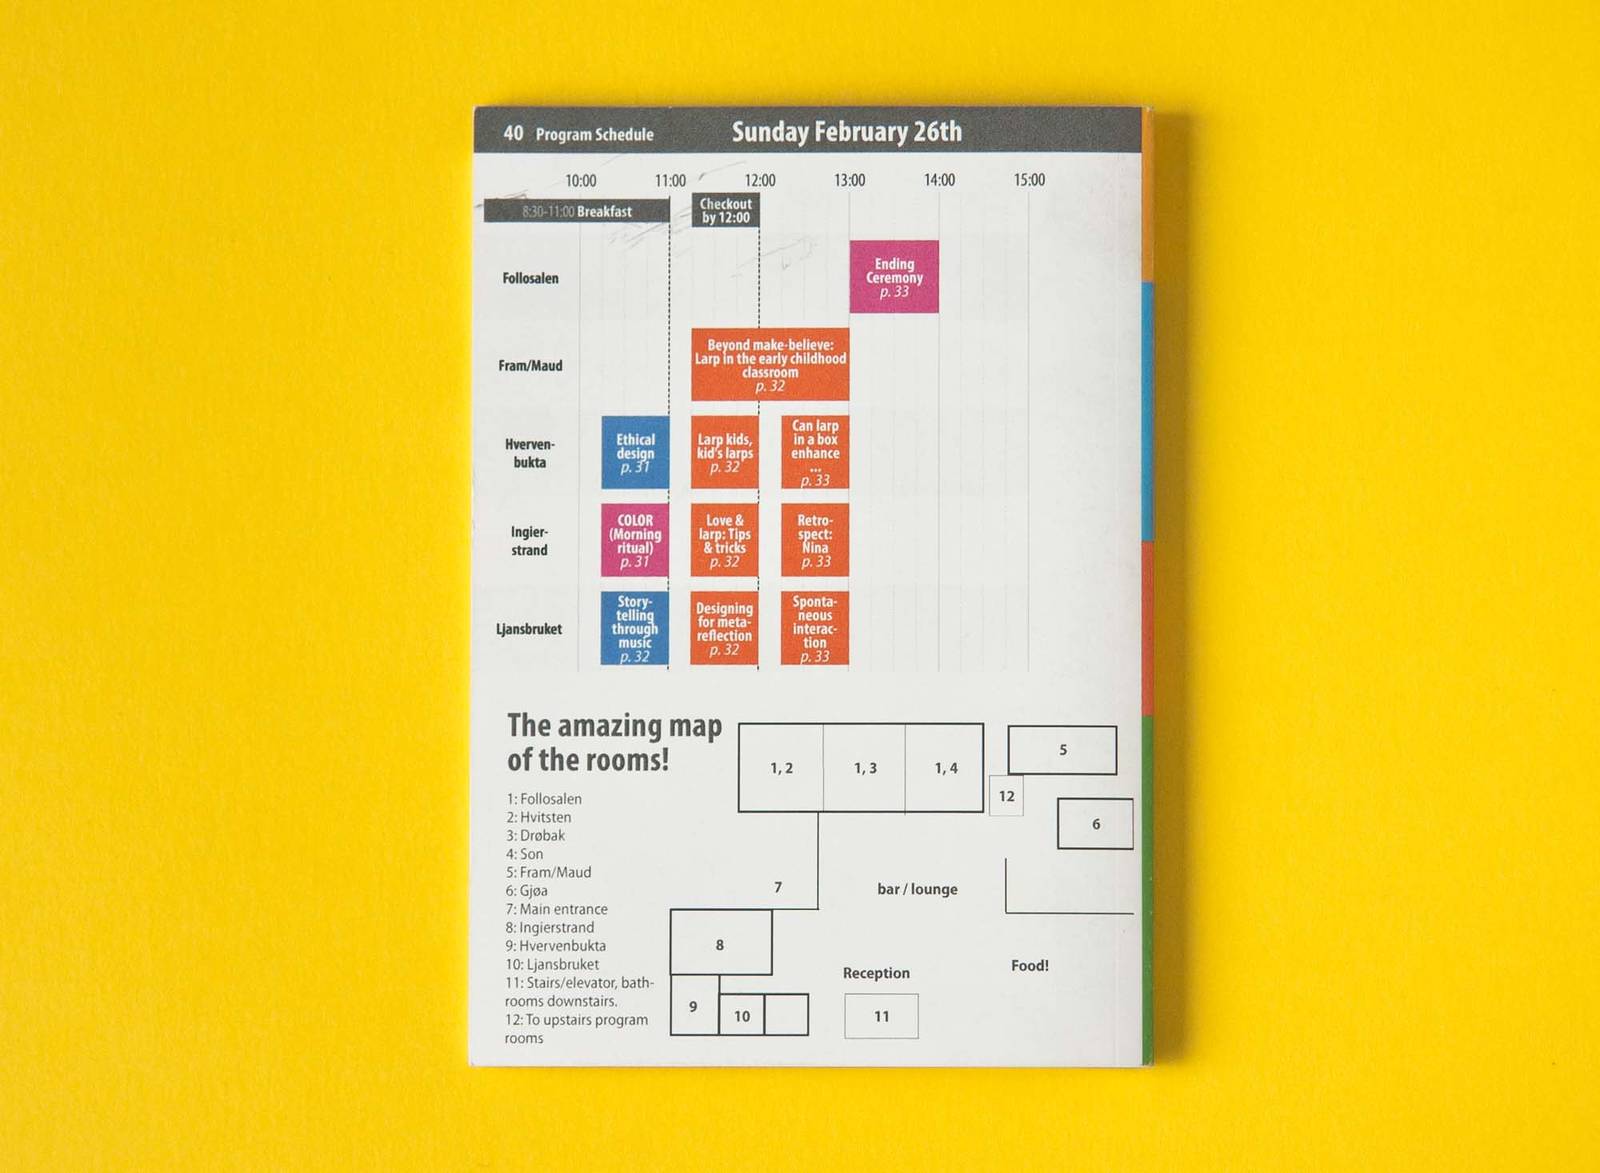 40 Program Schedule Sunday February 26th
10:00 11:00 12:00 13:00 14:00 15:00
8:30-11:00 Breakfast
Checkout
by 12:00
Follosalen
Ending
Ceremony
p. 33
Fram/Maud
Beyond make-believe:
Larp in the early childhood
classroom
p. 32
Hverven-
bukta
Ethical
design
p. 31
Larp kids,
kid's larps
p. 32
Can larp
in a box
enhance
...
p. 33
Ingier-
strand
COLOR
(Morning
ritual)
p. 31
Love &
larp: Tips
& tricks
p. 32
Retro-
spect:
Nina
p. 33
Ljansbruket
Story-
telling
through
music
p. 32
Designing
for meta-
reflection
p. 32
Sponta-
neous
interac-
tion
p. 33
The amazing map
of the rooms!
1: Follosalen
2: Hvitsten
3: Drøbak
4: Son
5: Fram/Maud
6: Gjøa
7: Main entrance
8: Ingierstrand
9: Hvervenbukta
10: Ljansbruket
11: Stairs/elevator, bath-
rooms downstairs.
12: To upstairs program
rooms
1, 2 1, 3 1, 4
5
12
6
7
bar / lounge
8
Food!
Reception
9
10
11